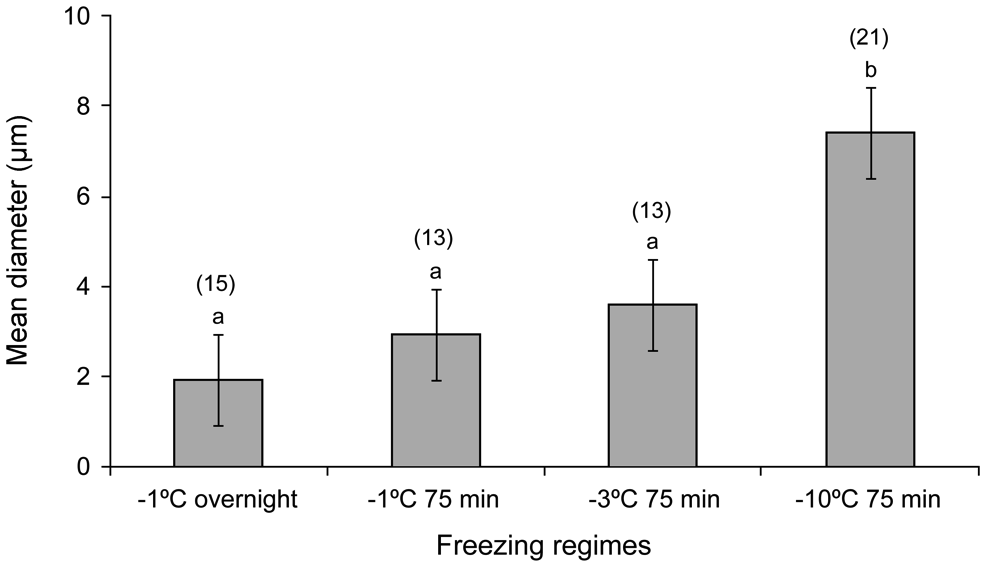 10
8
6
4
2
0
Mean diameter (µm)
(15)
a
(13)
a
(13)
a
(21)
b
-1ºC overnight
-1ºC 75 min
-3ºC 75 min
-10ºC 75 min
Freezing regimes